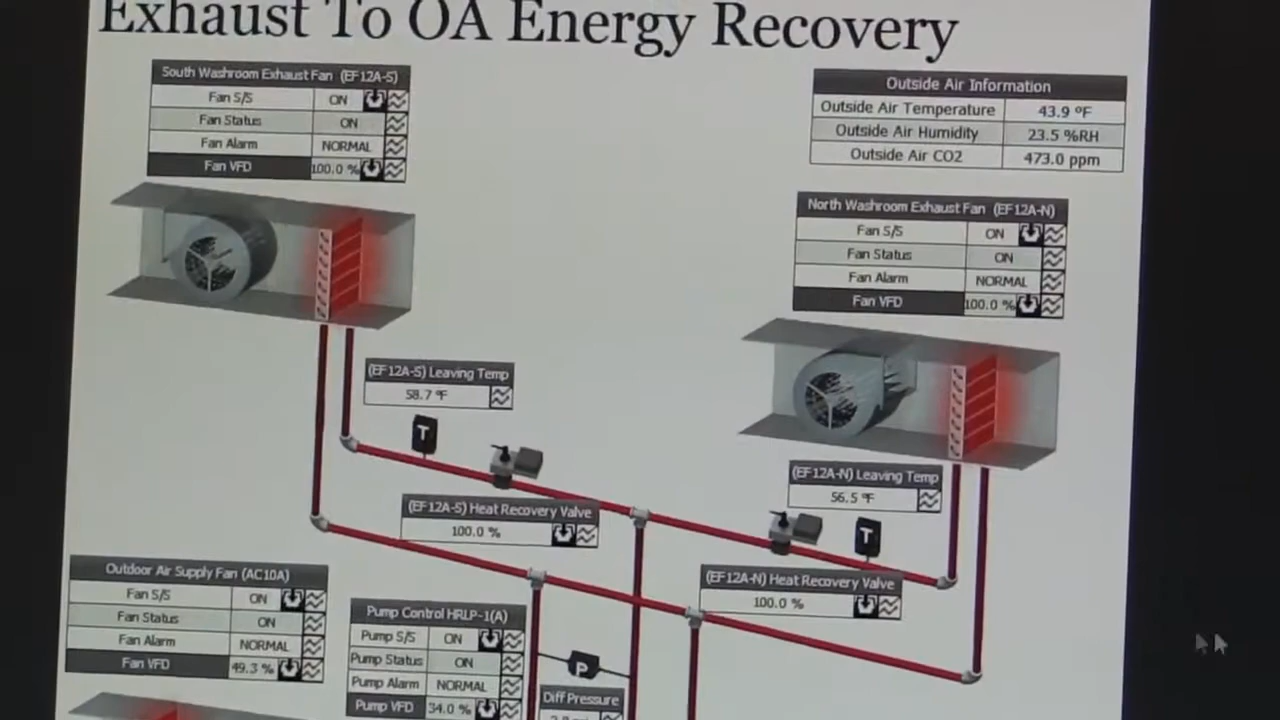 Exhaust To OA Energy Recovery
South Washroom Exhaust Fan (EF12A-S)
Fan S/S ON
Fan Status ON
Fan Alarm NORMAL
Fan VFD 100.0 %
Outside Air Information
Outside Air Temperature 43.9 ºF
Outside Air Humidity 23.5 %RH
Outside Air CO2 473.0 ppm
North Washroom Exhaust Fan (EF12A-N)
Fan S/S ON
Fan Status ON
Fan Alarm NORMAL
Fan VFD 100.0 %
(EF12A-S) Leaving Temp
58.7 ºF
T
(EF12A-N) Leaving Temp
56.5 ºF
T
(EF12A-S) Heat Recovery Valve
100.0 %
(EF12A-N) Heat Recovery Valve
100.0 %
Outdoor Air Supply Fan (AC10A)
Fan S/S ON
Fan Status ON
Fan Alarm NORMAL
Fan VFD 49.3 %
Pump Control HRLP-1(A)
Pump S/S ON
Pump Status ON
Pump Alarm NORMAL
Pump VFD 34.0 %
P
Diff Pressure